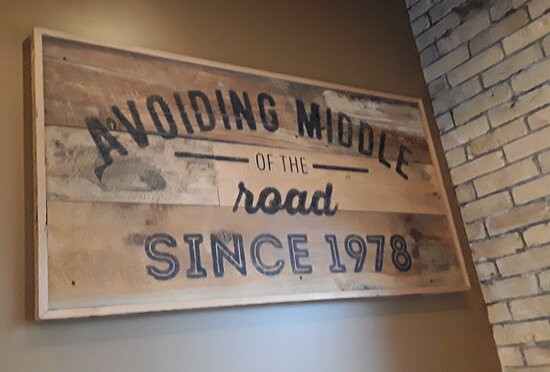 AVOIDING MIDDLE
OF THE
road
SINCE 1978